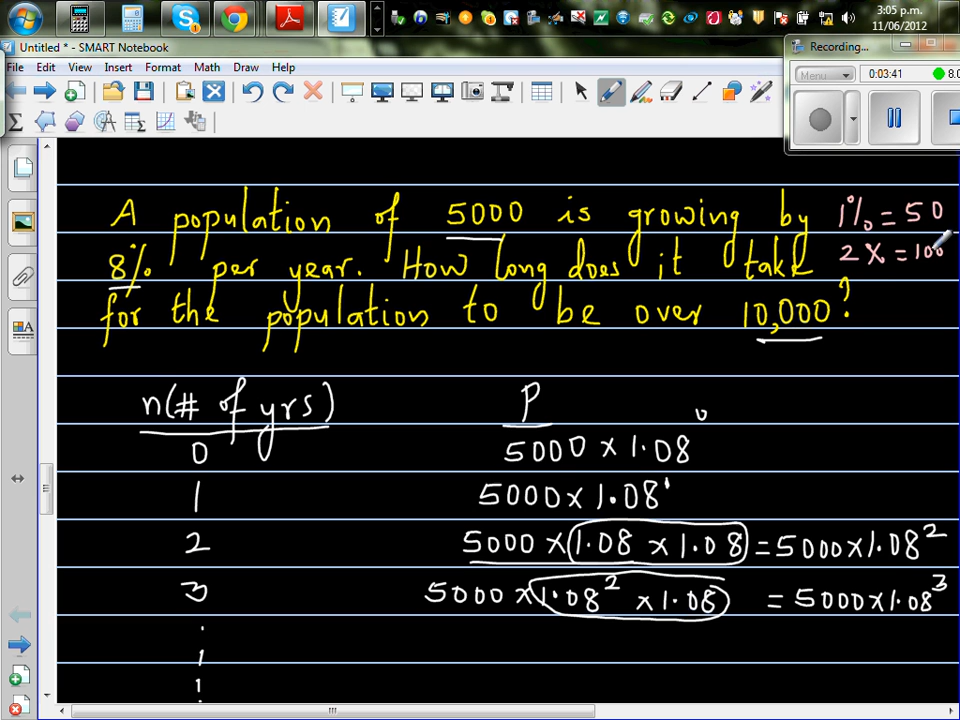 3:05 p.m.
11/06/2012
Untitled * - SMART Notebook
Recording...
File Edit View Insert Format Math Draw Help
Menu
0:03:41
8.0
A population of 5000 is growing by
1% = 50
8% per year. How long does it take
2% = 100
for the population to be over 10,000?
n(# of yrs) P
0 5000 × 1.08⁰
1 5000 × 1.08¹
2 5000 × 1.08 × 1.08 = 5000 × 1.08²
3 5000 × 1.08² × 1.08 = 5000 × 1.08³